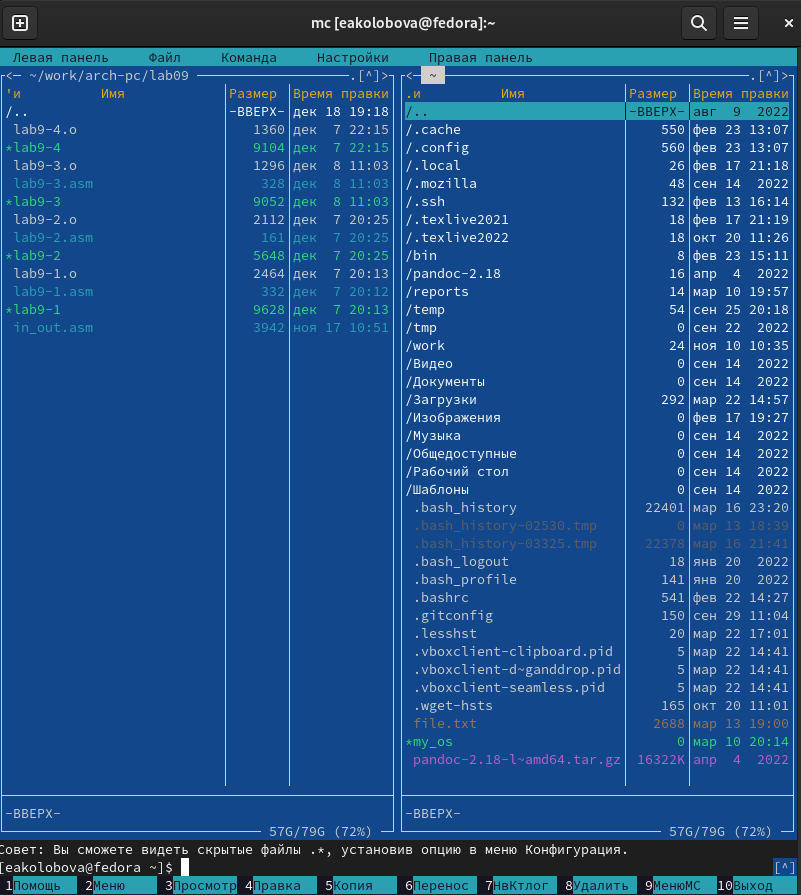 mc [eakolobova@fedora]:~
Левая панель Файл Команда Настройки Правая панель
<— ~/work/arch-pc/lab09 .[^]>
'и Имя Размер Время правки
/.. -ВВЕРХ- дек 18 19:18
lab9-4.o 1360 дек 7 22:15
*lab9-4 9104 дек 7 22:15
lab9-3.o 1296 дек 8 11:03
lab9-3.asm 328 дек 8 11:03
*lab9-3 9052 дек 8 11:03
lab9-2.o 2112 дек 7 20:25
lab9-2.asm 161 дек 7 20:25
*lab9-2 5648 дек 7 20:25
lab9-1.o 2464 дек 7 20:13
lab9-1.asm 332 дек 7 20:12
*lab9-1 9628 дек 7 20:13
in_out.asm 3942 ноя 17 10:51
-ВВЕРХ-
57G/79G (72%)
<— ~ .[^]>
.и Имя Размер Время правки
/.. -ВВЕРХ- авг 9 2022
/.cache 550 фев 23 13:07
/.config 560 фев 23 13:07
/.local 26 фев 17 21:18
/.mozilla 48 сен 14 2022
/.ssh 132 фев 13 16:14
/.texlive2021 18 фев 17 21:19
/.texlive2022 18 окт 20 11:26
/bin 8 фев 23 15:11
/pandoc-2.18 16 апр 4 2022
/reports 14 мар 10 19:57
/temp 54 сен 25 20:18
/tmp 0 сен 22 2022
/work 24 ноя 10 10:35
/Видео 0 сен 14 2022
/Документы 0 сен 14 2022
/Загрузки 292 мар 22 14:57
/Изображения 0 фев 17 19:27
/Музыка 0 сен 14 2022
/Общедоступные 0 сен 14 2022
/Рабочий стол 0 сен 14 2022
/Шаблоны 0 сен 14 2022
.bash_history 22401 мар 16 23:20
.bash_history-02530.tmp 0 мар 13 18:39
.bash_history-03325.tmp 22378 мар 16 21:41
.bash_logout 18 янв 20 2022
.bash_profile 141 янв 20 2022
.bashrc 541 фев 22 14:27
.gitconfig 150 сен 29 11:04
.lesshst 20 мар 22 17:01
.vboxclient-clipboard.pid 5 мар 22 14:41
.vboxclient-d~ganddrop.pid 5 мар 22 14:41
.vboxclient-seamless.pid 5 мар 22 14:41
.wget-hsts 165 окт 20 11:01
file.txt 2688 мар 13 19:00
*my_os 0 мар 10 20:14
pandoc-2.18-l~amd64.tar.gz 16322K апр 4 2022
-ВВЕРХ-
57G/79G (72%)
Совет: Вы сможете видеть скрытые файлы .*, установив опцию в меню Конфигурация.
[eakolobova@fedora ~]$ [^]
1Помощь 2Меню 3Просмотр 4Правка 5Копия 6Перенос 7НвКтлог 8Удалить 9МенюМС 10Выход